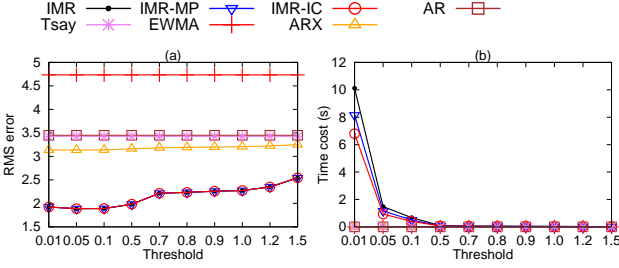 IMR IMR-MP IMR-IC AR
Tsay EWMA ARX
(a) (b)
RMS error
5
4.5
4
3.5
3
2.5
2
1.5
0.01 0.05 0.1 0.5 0.7 0.8 0.9 1.0 1.2 1.5
Threshold
Time cost (s)
12
10
8
6
4
2
0
0.01 0.05 0.1 0.5 0.7 0.8 0.9 1.0 1.2 1.5
Threshold